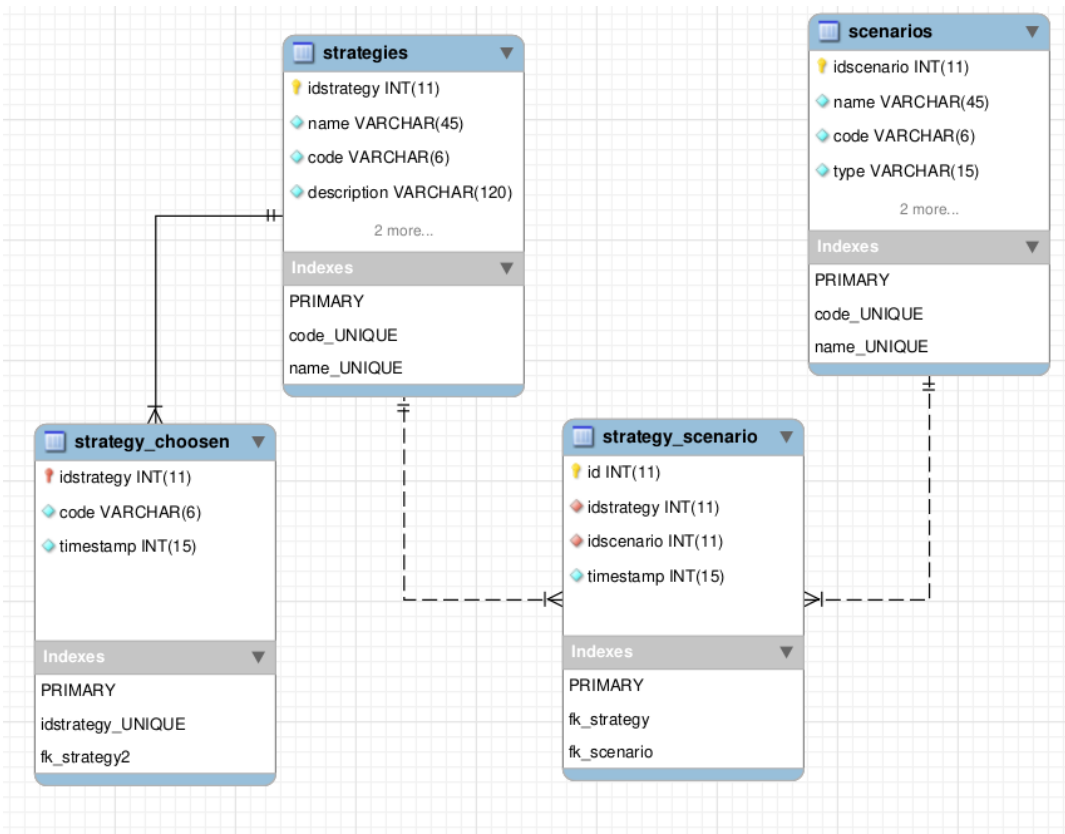 strategies
idstrategy INT(11)
name VARCHAR(45)
code VARCHAR(6)
description VARCHAR(120)
2 more...
Indexes
PRIMARY
code_UNIQUE
name_UNIQUE
scenarios
idscenario INT(11)
name VARCHAR(45)
code VARCHAR(6)
type VARCHAR(15)
2 more...
Indexes
PRIMARY
code_UNIQUE
name_UNIQUE
strategy_choosen
idstrategy INT(11)
code VARCHAR(6)
timestamp INT(15)
Indexes
PRIMARY
idstrategy_UNIQUE
fk_strategy2
strategy_scenario
id INT(11)
idstrategy INT(11)
idscenario INT(11)
timestamp INT(15)
Indexes
PRIMARY
fk_strategy
fk_scenario